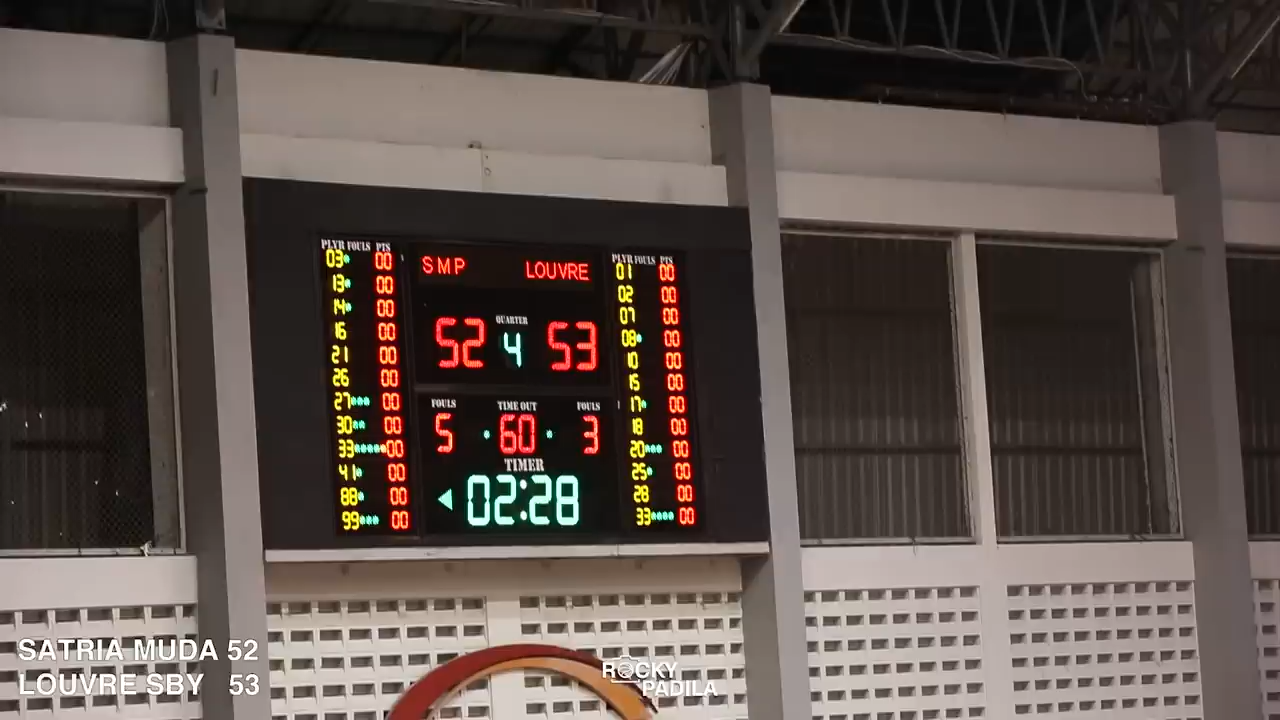 PLYR FOULS PTS
03* 00
13* 00
14* 00
16 00
21 00
26 00
27*** 00
30** 00
33***** 00
41* 00
88* 00
99*** 00
SMP LOUVRE
QUARTER
52 4 53
FOULS TIME OUT FOULS
5 60 3
TIMER
02:28
PLYR FOULS PTS
01 00
02 00
07 00
08* 00
10 00
15 00
17* 00
18 00
20*** 00
25* 00
28 00
33**** 00
SATRIA MUDA 52
LOUVRE SBY 53
ROCKY
PADILA